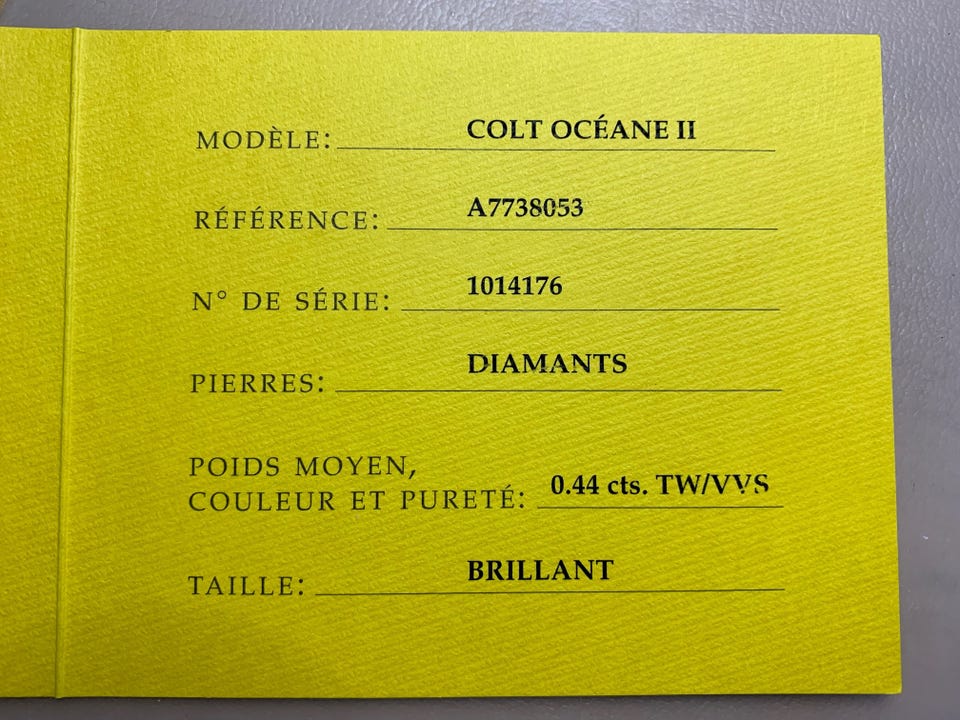 MODÈLE: COLT OCÉANE II
RÉFÉRENCE: A7738053
N° DE SÉRIE: 1014176
PIERRES: DIAMANTS
POIDS MOYEN,
COULEUR ET PURETÉ: 0.44 cts. TW/VVS
TAILLE: BRILLANT